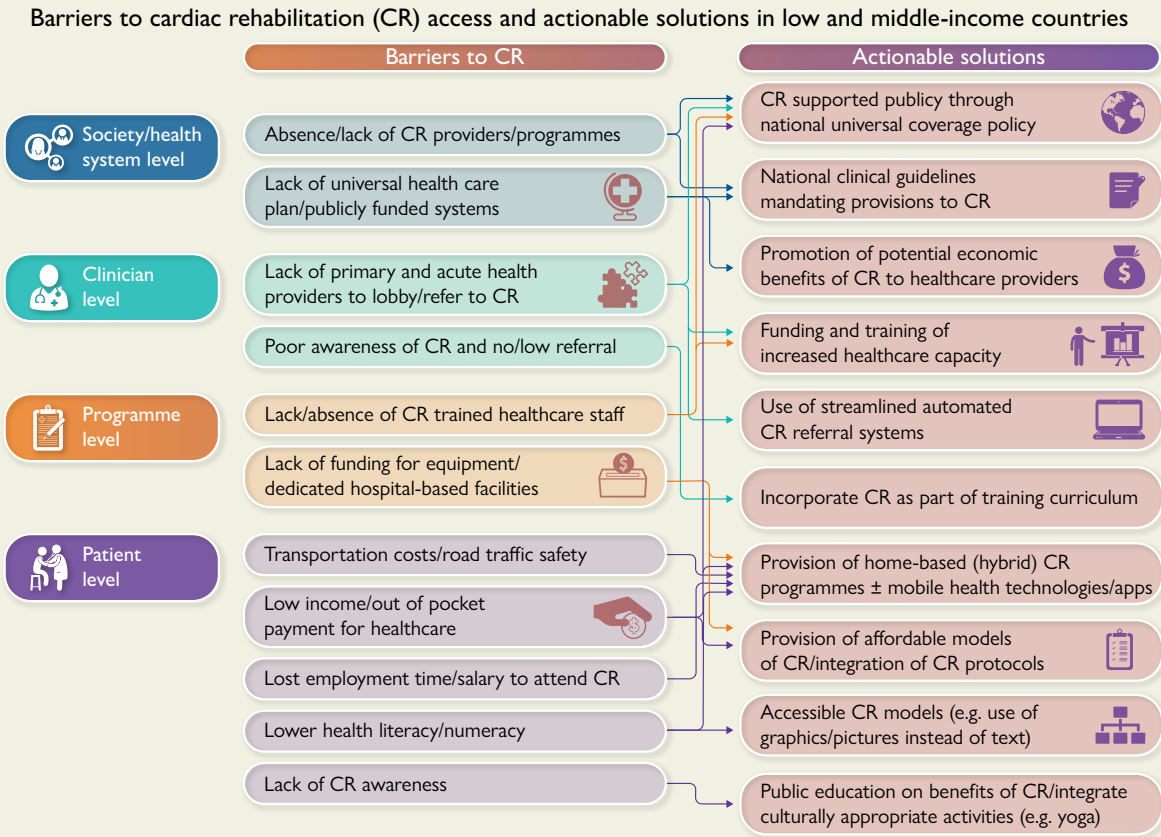 Barriers to cardiac rehabilitation (CR) access and actionable solutions in low and middle-income countries
Barriers to CR
Actionable solutions
Society/health
system level
Absence/lack of CR providers/programmes
Lack of universal health care
plan/publicly funded systems
Clinician
level
Lack of primary and acute health
providers to lobby/refer to CR
Poor awareness of CR and no/low referral
Programme
level
Lack/absence of CR trained healthcare staff
Lack of funding for equipment/
dedicated hospital-based facilities
Patient
level
Transportation costs/road traffic safety
Low income/out of pocket
payment for healthcare
Lost employment time/salary to attend CR
Lower health literacy/numeracy
Lack of CR awareness
CR supported publicy through
national universal coverage policy
National clinical guidelines
mandating provisions to CR
Promotion of potential economic
benefits of CR to healthcare providers
$
Funding and training of
increased healthcare capacity
Use of streamlined automated
CR referral systems
Incorporate CR as part of training curriculum
Provision of home-based (hybrid) CR
programmes ± mobile health technologies/apps
Provision of affordable models
of CR/integration of CR protocols
Accessible CR models (e.g. use of
graphics/pictures instead of text)
Public education on benefits of CR/integrate
culturally appropriate activities (e.g. yoga)